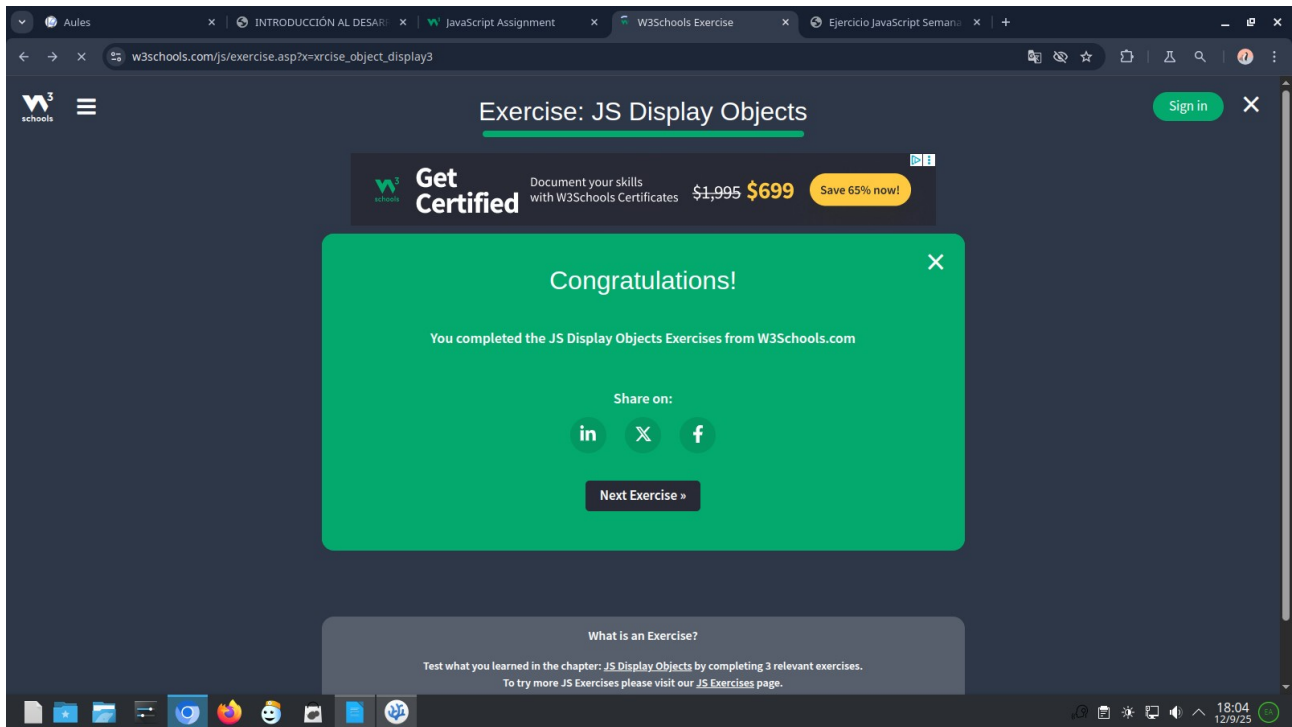 Aules
INTRODUCCIÓN AL DESARF
JavaScript Assignment
W3Schools Exercise
Ejercicio JavaScript Semana
w3schools.com/js/exercise.asp?x=xrcise_object_display3
3
schools
Exercise: JS Display Objects
Sign in
3
schools
Get
Certified
Document your skills
with W3Schools Certificates
$1,995 $699
Save 65% now!
Congratulations!
You completed the JS Display Objects Exercises from W3Schools.com
Share on:
in X f
Next Exercise »
What is an Exercise?
Test what you learned in the chapter: JS Display Objects by completing 3 relevant exercises.
To try more JS Exercises please visit our JS Exercises page.
18:04
12/9/25